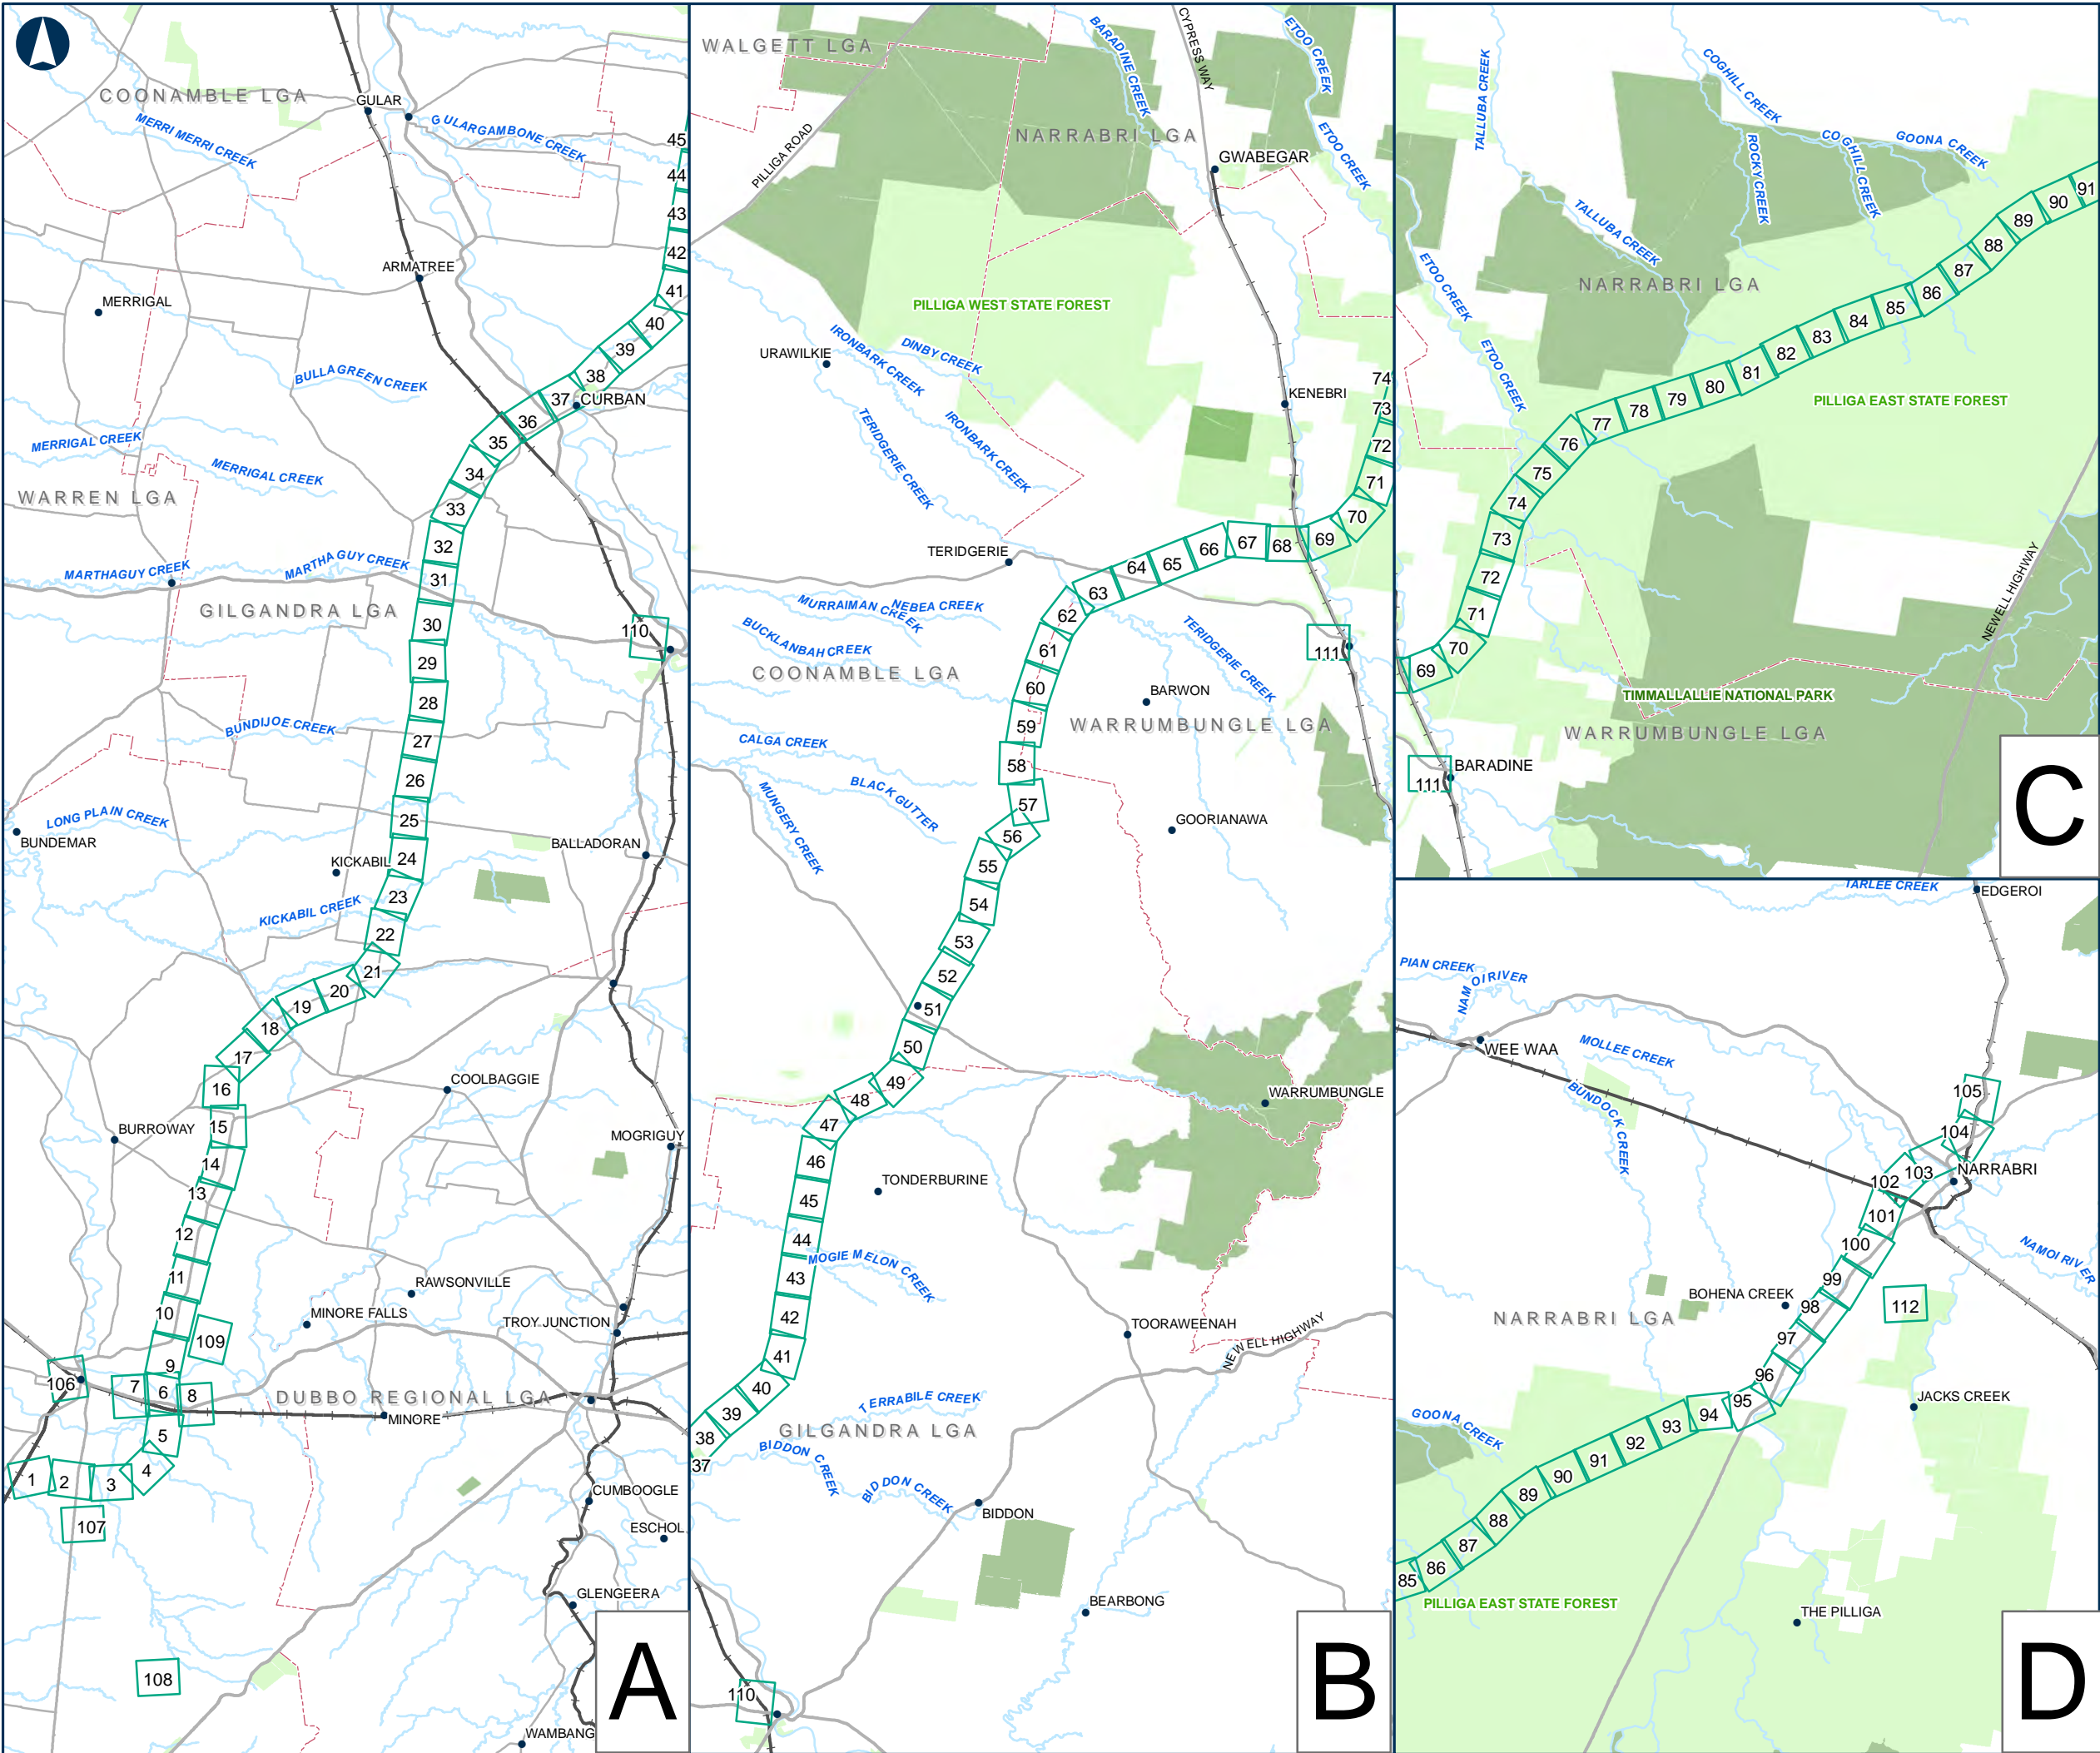 COONAMBLE LGA
GULAR
MERRI MERRI CREEK
GULARGAMBONE CREEK
45
44
43
42
ARMATREE
41
MERRIGAL
40
39
BULLAGREEN CREEK
38
37
CURBAN
36
MERRIGAL CREEK
35
MERRIGAL CREEK
34
WARREN LGA
33
32
MARTHAGUY CREEK
MARTHAGUY CREEK
31
GILGANDRA LGA
30
110
29
28
BUNDIJOE CREEK
27
26
LONG PLAIN CREEK
25
BUNDEMAR
BALLADORAN
24
KICKABIL
23
KICKABIL CREEK
22
21
20
19
18
17
COOLBAGGIE
16
BURROWAY
15
MOGRIGUY
14
13
12
11
RAWSONVILLE
10
MINORE FALLS
TROY JUNCTION
109
9
106
7
6
8
DUBBO REGIONAL LGA
MINORE
5
4
1
2
3
CUMBOOGLE
107
ESCHOL
GLENGEERA
108
WAMBANG
A
WALGETT LGA
BARADINE CREEK
CYPRESS WAY
ETOO CREEK
NARRABRI LGA
PILLIGA ROAD
GWABEGAR
ETOO CREEK
PILLIGA WEST STATE FOREST
IRONBARK CREEK
DINBY CREEK
URAWILKIE
74
KENEBRI
73
TERIDGERIE CREEK
IRONBARK CREEK
72
71
70
69
68
67
66
65
64
63
TERIDGERIE
MURRAIMAN CREEK
NEBEA CREEK
62
BUCKLANBAH CREEK
TERIDGERIE CREEK
61
111
COONAMBLE LGA
60
BARWON
59
WARRUMBUNGLE LGA
CALGA CREEK
58
BLACK GUTTER
MUNGERY CREEK
57
GOORIANAWA
56
55
54
53
52
51
50
49
48
WARRUMBUNGLE
47
46
TONDERBURINE
45
44
MOGIE MELON CREEK
43
42
TOORAWEENAH
NEWELL HIGHWAY
41
40
TERRABILE CREEK
39
GILGANDRA LGA
38
BIDDON CREEK
37
BIDDON CREEK
BIDDON
BEARBONG
110
B
TALLUBA CREEK
COGHILL CREEK
ROCKY CREEK
COGHILL CREEK
GOONA CREEK
91
90
TALLUBA CREEK
89
88
ETOO CREEK
NARRABRI LGA
87
86
85
84
83
ETOO CREEK
82
81
80
PILLIGA EAST STATE FOREST
79
78
77
76
75
74
73
NEWELL HIGHWAY
72
71
70
69
TIMMALLALLIE NATIONAL PARK
WARRUMBUNGLE LGA
BARADINE
111
C
TARLEE CREEK
EDGEROI
PIAN CREEK
NAMOI RIVER
WEE WAA
MOLLEE CREEK
BUNDOCK CREEK
105
104
NARRABRI
103
102
101
100
NAMOI RIVER
99
BOHENA CREEK
98
112
NARRABRI LGA
97
96
JACKS CREEK
95
94
GOONA CREEK
93
92
91
90
89
88
87
86
85
PILLIGA EAST STATE FOREST
THE PILLIGA
D